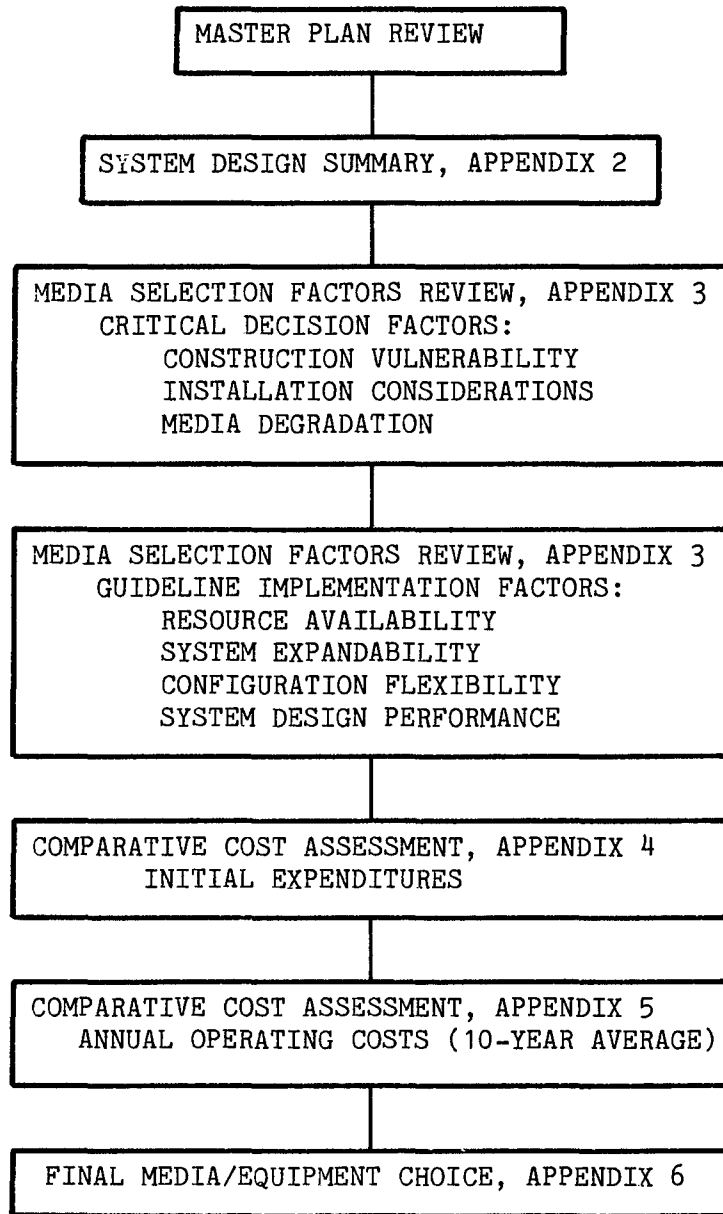 MASTER PLAN REVIEW
SYSTEM DESIGN SUMMARY, APPENDIX 2
MEDIA SELECTION FACTORS REVIEW, APPENDIX 3
CRITICAL DECISION FACTORS:
CONSTRUCTION VULNERABILITY
INSTALLATION CONSIDERATIONS
MEDIA DEGRADATION
MEDIA SELECTION FACTORS REVIEW, APPENDIX 3
GUIDELINE IMPLEMENTATION FACTORS:
RESOURCE AVAILABILITY
SYSTEM EXPANDABILITY
CONFIGURATION FLEXIBILITY
SYSTEM DESIGN PERFORMANCE
COMPARATIVE COST ASSESSMENT, APPENDIX 4
INITIAL EXPENDITURES
COMPARATIVE COST ASSESSMENT, APPENDIX 5
ANNUAL OPERATING COSTS (10-YEAR AVERAGE)
FINAL MEDIA/EQUIPMENT CHOICE, APPENDIX 6